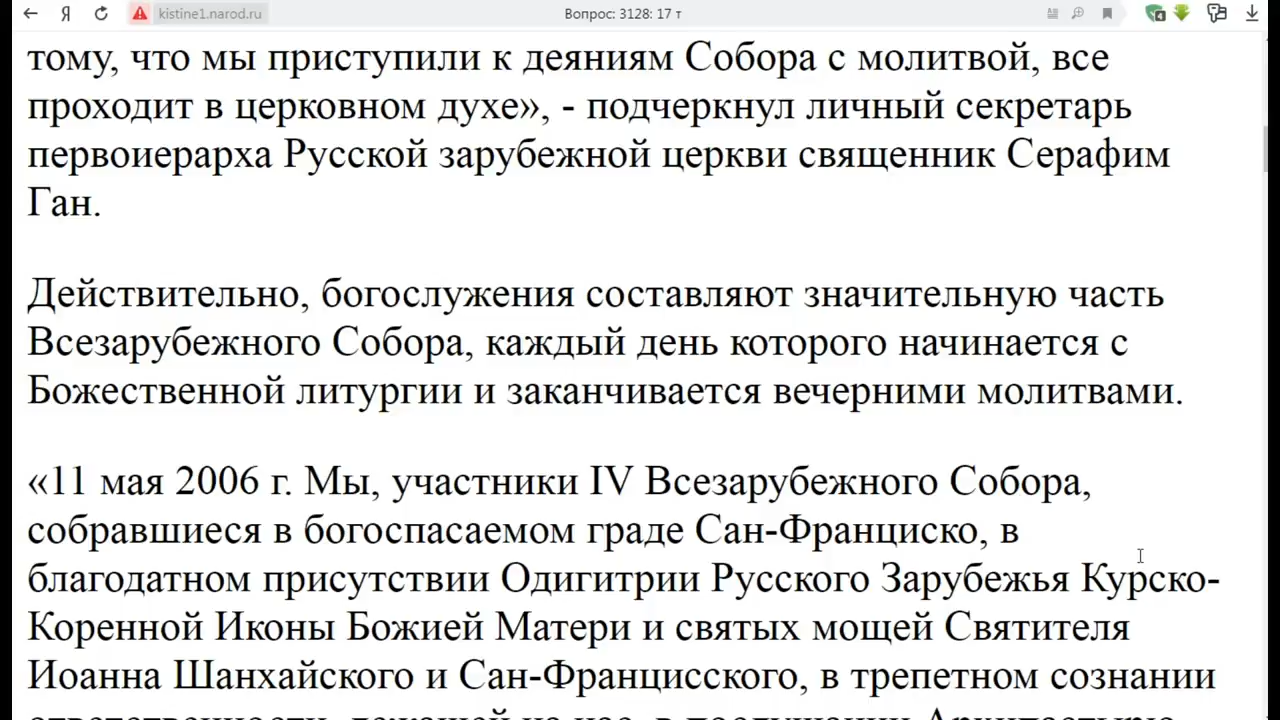 Я
kistine1.narod.ru
Вопрос: 3128: 17 т
4
тому, что мы приступили к деяниям Собора с молитвой, все
проходит в церковном духе», - подчеркнул личный секретарь
первоиерарха Русской зарубежной церкви священник Серафим
Ган.
Действительно, богослужения составляют значительную часть
Всезарубежного Собора, каждый день которого начинается с
Божественной литургии и заканчивается вечерними молитвами.
«11 мая 2006 г. Мы, участники IV Всезарубежного Собора,
собравшиеся в богоспасаемом граде Сан-Франциско, в
благодатном присутствии Одигитрии Русского Зарубежья Курско-
Коренной Иконы Божией Матери и святых мощей Святителя
Иоанна Шанхайского и Сан-Францисского, в трепетном сознании